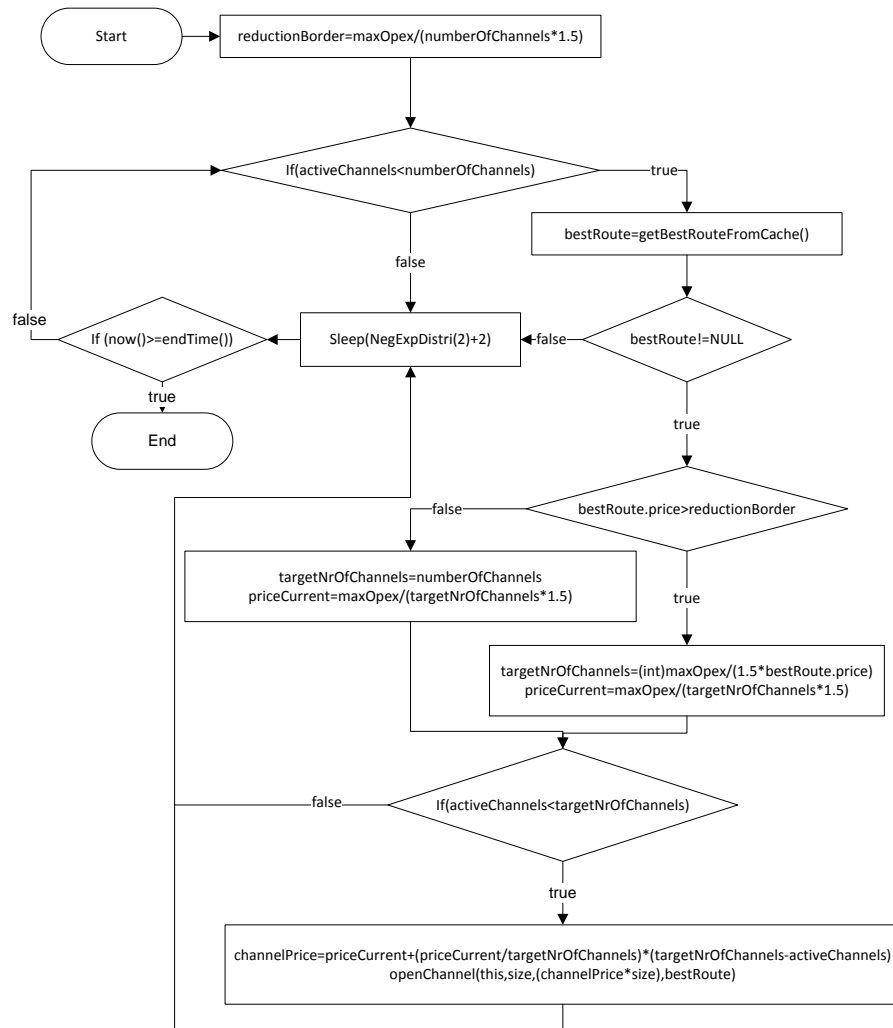 Start
reductionBorder=maxOpex/(numberOfChannels*1.5)
If(activeChannels<numberOfChannels)
true
bestRoute=getBestRouteFromCache()
false
false
If (now()>=endTime())
Sleep(NegExpDistri(2)+2)
false
bestRoute!=NULL
true
End
true
bestRoute.price>reductionBorder
false
targetNrOfChannels=numberOfChannels
priceCurrent=maxOpex/(targetNrOfChannels*1.5)
true
targetNrOfChannels=(int)maxOpex/(1.5*bestRoute.price)
priceCurrent=maxOpex/(targetNrOfChannels*1.5)
false
If(activeChannels<targetNrOfChannels)
true
channelPrice=priceCurrent+(priceCurrent/targetNrOfChannels)*(targetNrOfChannels-activeChannels)
openChannel(this,size,(channelPrice*size),bestRoute)